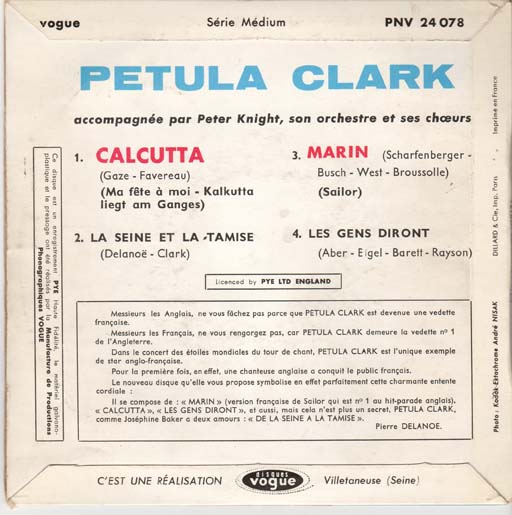 vogue Série Médium PNV 24 078
PETULA CLARK
accompagnée par Peter Knight, son orchestre et ses chœurs
1. CALCUTTA
(Gaze - Favereau)
(Ma fête à moi - Kalkutta
liegt am Ganges)
2. LA SEINE ET LA TAMISE
(Delanoë - Clark)
3. MARIN (Scharfenberger -
Busch - West - Broussolle)
(Sailor)
4. LES GENS DIRONT
(Aber - Eigel - Barett - Rayson)
Licenced by PYE LTD ENGLAND
Messieurs les Anglais, ne vous fâchez pas parce que PETULA CLARK est devenue une vedette
française.
Messieurs les Français, ne vous rengargez pas, car PETULA CLARK demeure la vedette nº 1
de l'Angleterre.
Dans le concert des étoiles mondiales du tour de chant, PETULA CLARK est l'unique exemple
de star anglo-française.
Pour la première fois, en effet, une chanteuse anglaise a conquit le public français.
Le nouveau disque qu'elle vous propose symbolise en effet parfaitement cette charmante entente
cordiale :
Il se compose de : « MARIN » (version française de Sailor qui est nº 1 au hit-parade anglais).
« CALCUTTA », « LES GENS DIRONT », et aussi, mais cela n'est plus un secret, PETULA CLARK,
comme Joséphine Baker a deux amours : « DE LA SEINE A LA TAMISE ».
Pierre DELANOE.
Ce disque est un enregistrement PYE Haute Fidélité, le matériel galvano-
plastique et le pressage ont été réalisés par la Manufacture de Productions
Phonographiques VOGUE
Photo : Kodak-Ektachrome André NISAK DILLARD & Cie, Imp. Paris Imprimé en France
C'EST UNE RÉALISATION disques vogue Villetaneuse (Seine)